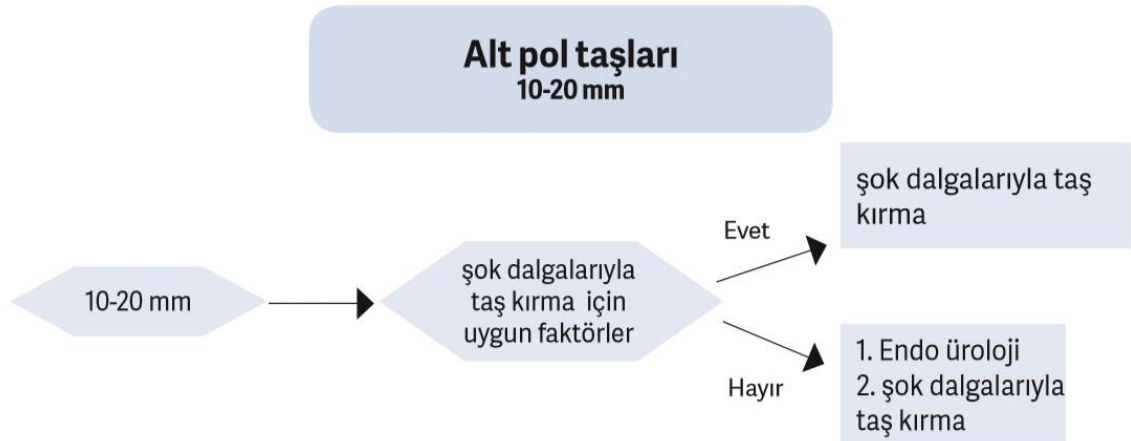 Alt pol taşları
10-20 mm
10-20 mm
şok dalgalarıyla
taş kırma için
uygun faktörler
Evet
şok dalgalarıyla taş
kırma
Hayır
1. Endo üroloji
2. şok dalgalarıyla
taş kırma